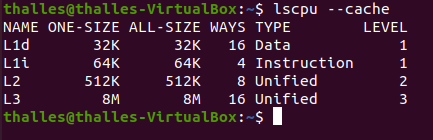 thalles@thalles-VirtualBox:~$ lscpu --cache
NAME ONE-SIZE ALL-SIZE WAYS TYPE        LEVEL
L1d       32K      32K   16 Data            1
L1i       64K      64K    4 Instruction     1
L2       512K     512K    8 Unified         2
L3         8M       8M   16 Unified         3
thalles@thalles-VirtualBox:~$